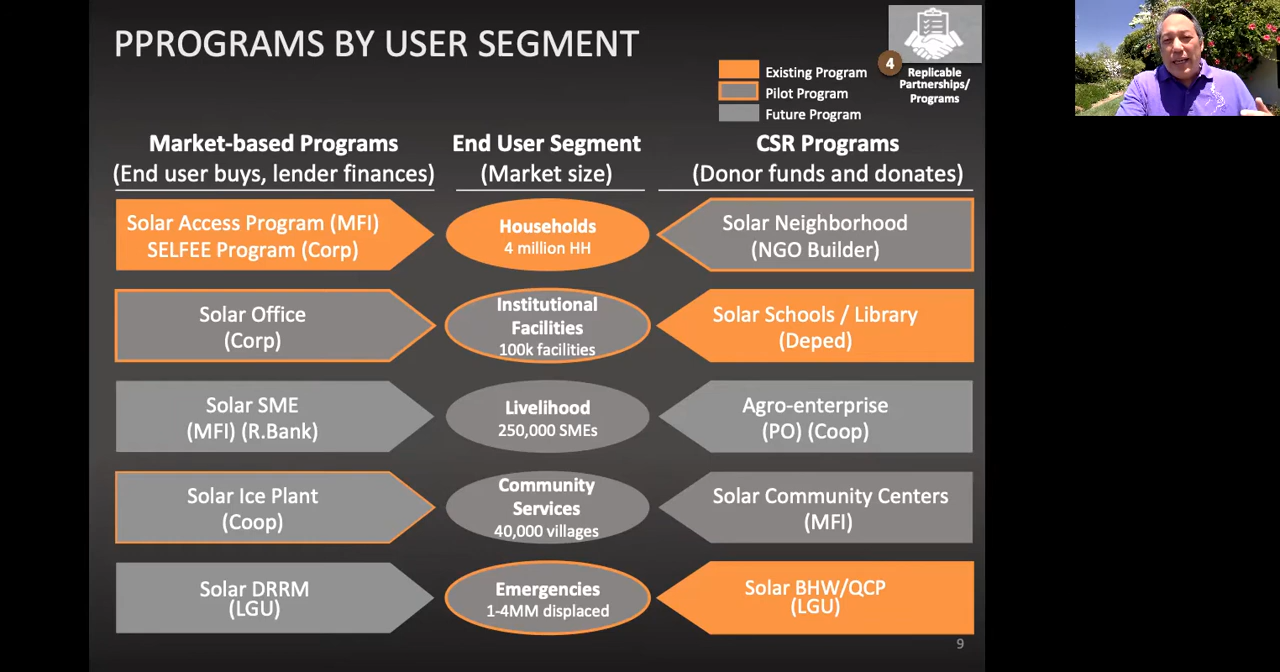 PPROGRAMS BY USER SEGMENT
4
Replicable
Partnerships/
Programs
Existing Program
Pilot Program
Future Program
Market-based Programs
(End user buys, lender finances)
End User Segment
(Market size)
CSR Programs
(Donor funds and donates)
Solar Access Program (MFI)
SELFEE Program (Corp)
Households
4 million HH
Solar Neighborhood
(NGO Builder)
Solar Office
(Corp)
Institutional
Facilities
100k facilities
Solar Schools / Library
(Deped)
Solar SME
(MFI) (R.Bank)
Livelihood
250,000 SMEs
Agro-enterprise
(PO) (Coop)
Solar Ice Plant
(Coop)
Community
Services
40,000 villages
Solar Community Centers
(MFI)
Solar DRRM
(LGU)
Emergencies
1-4MM displaced
Solar BHW/QCP
(LGU)
9